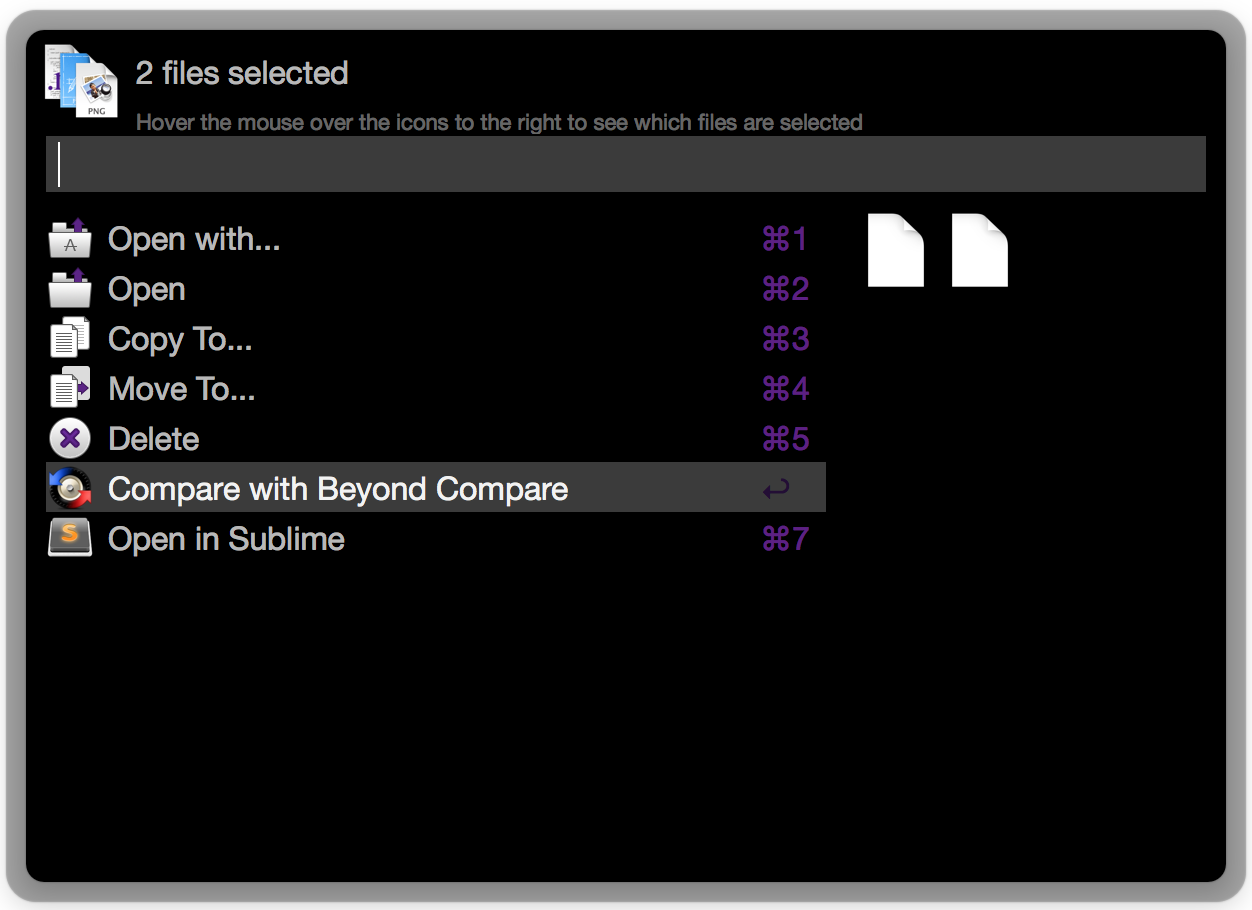 2 files selected
PNG
Hover the mouse over the icons to the right to see which files are selected
Open with... ⌘1
Open ⌘2
Copy To... ⌘3
Move To... ⌘4
Delete ⌘5
Compare with Beyond Compare ↩
Open in Sublime ⌘7